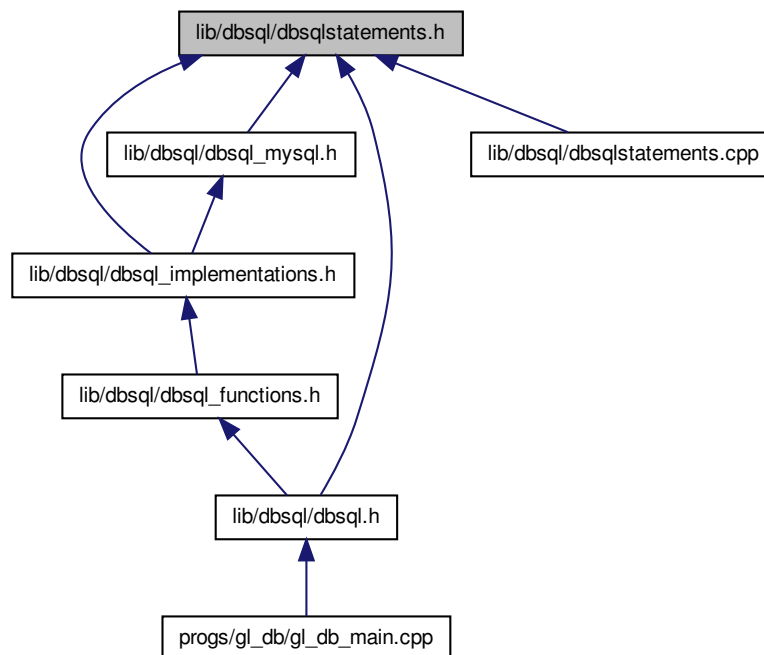 lib/dbsql/dbsqlstatements.h
lib/dbsql/dbsql_mysql.h
lib/dbsql/dbsqlstatements.cpp
lib/dbsql/dbsql_implementations.h
lib/dbsql/dbsql_functions.h
lib/dbsql/dbsql.h
progs/gl_db/gl_db_main.cpp